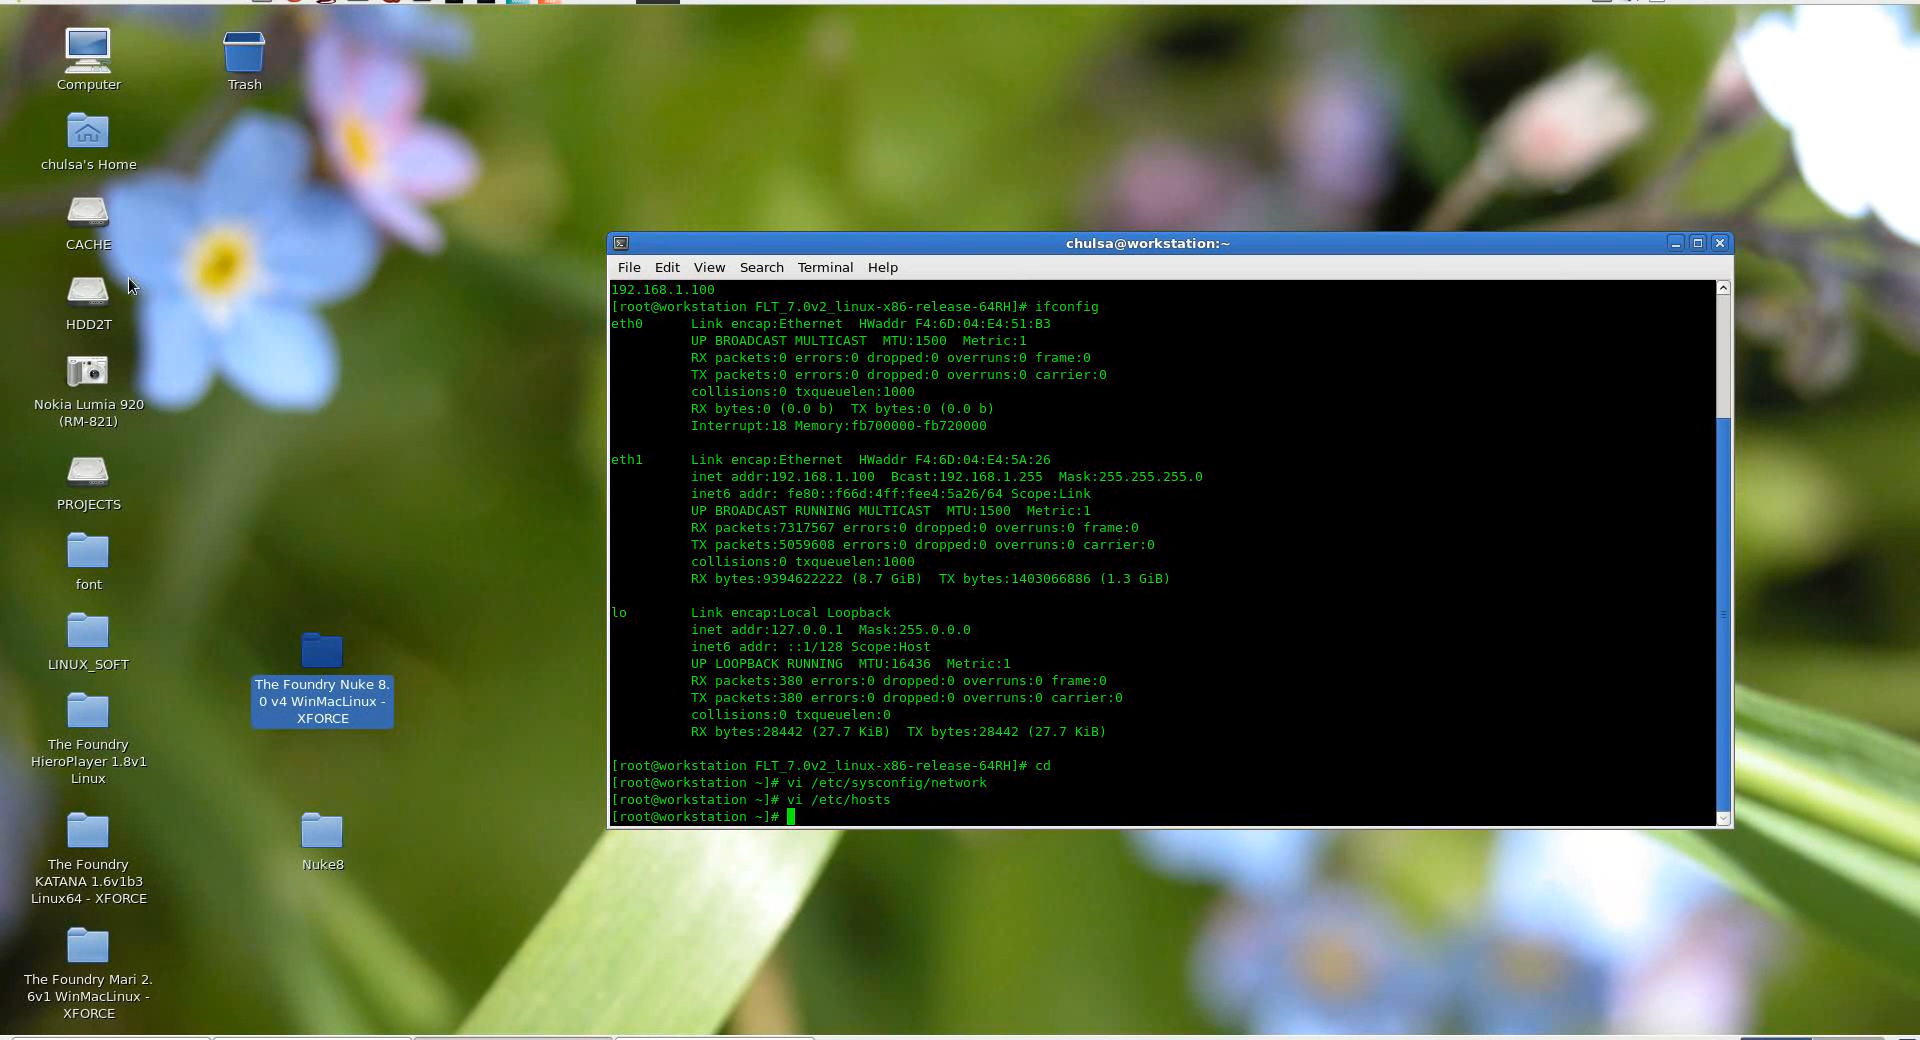 Computer
Trash
chulsa's Home
CACHE
HDD2T
Nokia Lumia 920
(RM-821)
PROJECTS
font
LINUX_SOFT
The Foundry
HieroPlayer 1.8v1
Linux
The Foundry
KATANA 1.6v1b3
Linux64 - XFORCE
The Foundry Mari 2.
6v1 WinMacLinux -
XFORCE
The Foundry Nuke 8.
0 v4 WinMacLinux -
XFORCE
Nuke8
chulsa@workstation:~
File Edit View Search Terminal Help
192.168.1.100
[root@workstation FLT_7.0v2_linux-x86-release-64RH]# ifconfig
eth0 Link encap:Ethernet HWaddr F4:6D:04:E4:51:B3
UP BROADCAST MULTICAST MTU:1500 Metric:1
RX packets:0 errors:0 dropped:0 overruns:0 frame:0
TX packets:0 errors:0 dropped:0 overruns:0 carrier:0
collisions:0 txqueuelen:1000
RX bytes:0 (0.0 b) TX bytes:0 (0.0 b)
Interrupt:18 Memory:fb700000-fb720000
eth1 Link encap:Ethernet HWaddr F4:6D:04:E4:5A:26
inet addr:192.168.1.100 Bcast:192.168.1.255 Mask:255.255.255.0
inet6 addr: fe80::f66d:4ff:fee4:5a26/64 Scope:Link
UP BROADCAST RUNNING MULTICAST MTU:1500 Metric:1
RX packets:7317567 errors:0 dropped:0 overruns:0 frame:0
TX packets:5059608 errors:0 dropped:0 overruns:0 carrier:0
collisions:0 txqueuelen:1000
RX bytes:9394622222 (8.7 GiB) TX bytes:1403066886 (1.3 GiB)
lo Link encap:Local Loopback
inet addr:127.0.0.1 Mask:255.0.0.0
inet6 addr: ::1/128 Scope:Host
UP LOOPBACK RUNNING MTU:16436 Metric:1
RX packets:380 errors:0 dropped:0 overruns:0 frame:0
TX packets:380 errors:0 dropped:0 overruns:0 carrier:0
collisions:0 txqueuelen:0
RX bytes:28442 (27.7 KiB) TX bytes:28442 (27.7 KiB)
[root@workstation FLT_7.0v2_linux-x86-release-64RH]# cd
[root@workstation ~]# vi /etc/sysconfig/network
[root@workstation ~]# vi /etc/hosts
[root@workstation ~]#